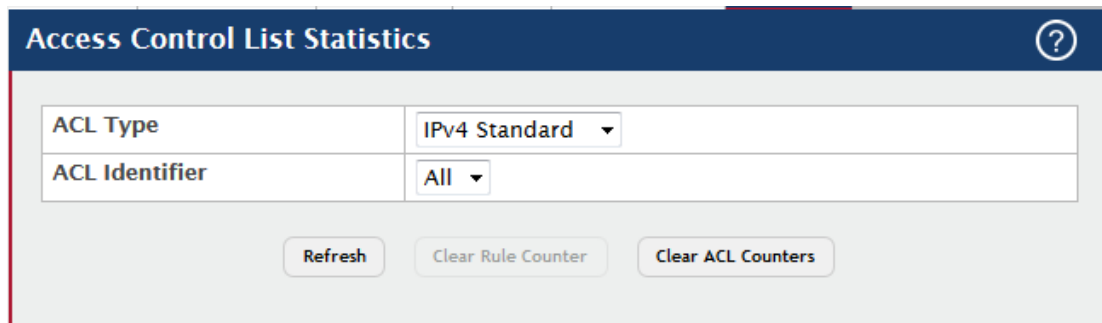 Access Control List Statistics
?
ACL Type IPv4 Standard
ACL Identifier All
Refresh Clear Rule Counter Clear ACL Counters